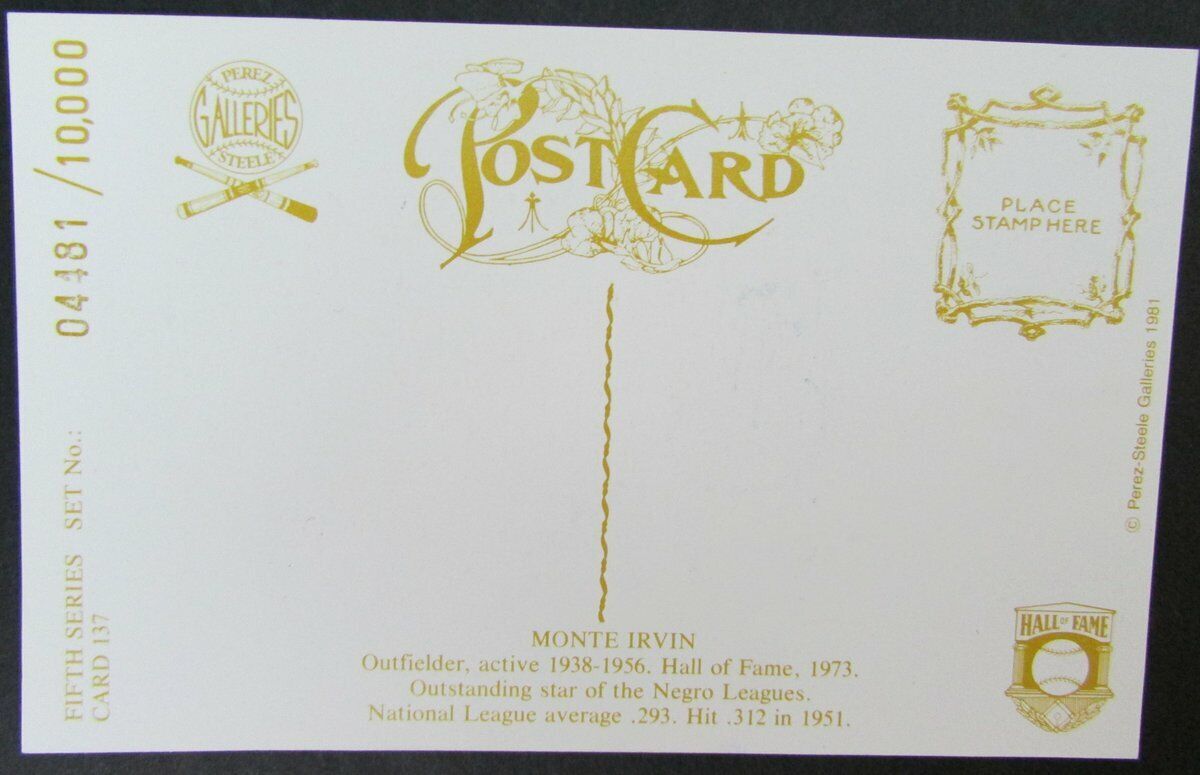 PEREZ
GALLERIES
STEELE
POSTCARD
PLACE
STAMP HERE
04481 / 10,000
FIFTH SERIES SET No.:
CARD 137
© Perez-Steele Galleries 1981
MONTE IRVIN
Outfielder, active 1938-1956. Hall of Fame, 1973.
Outstanding star of the Negro Leagues.
National League average .293. Hit .312 in 1951.
HALL OF FAME